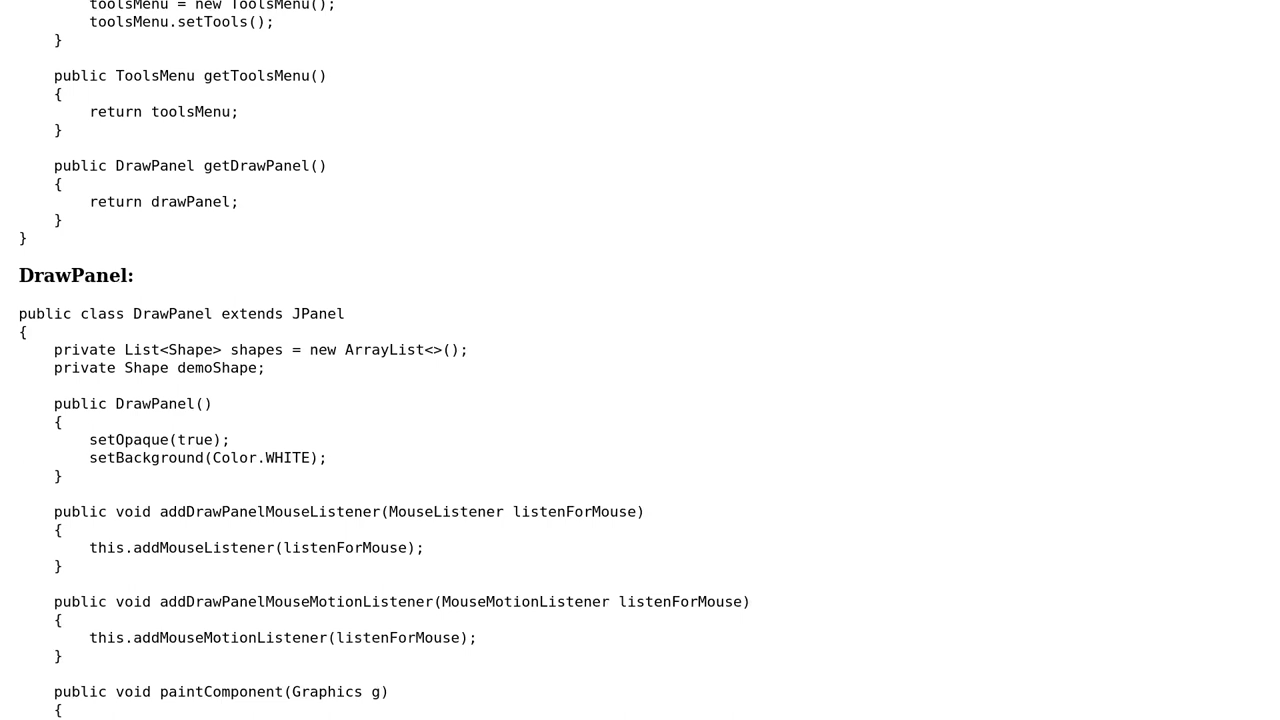 toolsMenu = new ToolsMenu();
toolsMenu.setTools();
}
public ToolsMenu getToolsMenu()
{
return toolsMenu;
}
public DrawPanel getDrawPanel()
{
return drawPanel;
}
}
DrawPanel:
public class DrawPanel extends JPanel
{
private List<Shape> shapes = new ArrayList<>();
private Shape demoShape;
public DrawPanel()
{
setOpaque(true);
setBackground(Color.WHITE);
}
public void addDrawPanelMouseListener(MouseListener listenForMouse)
{
this.addMouseListener(listenForMouse);
}
public void addDrawPanelMouseMotionListener(MouseMotionListener listenForMouse)
{
this.addMouseMotionListener(listenForMouse);
}
public void paintComponent(Graphics g)
{